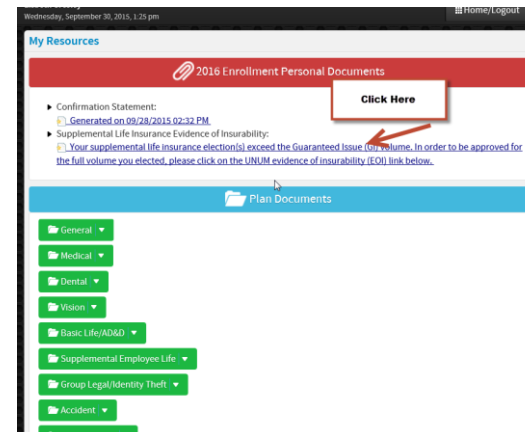 Wednesday, September 30, 2015, 1:25 pm
Home/Logout
My Resources
2016 Enrollment Personal Documents
Click Here
Confirmation Statement:
Generated on 09/28/2015 02:32 PM
Supplemental Life Insurance Evidence of Insurability:
Your supplemental life insurance election(s) exceed the Guaranteed Issue (GI) volume. In order to be approved for
the full volume you elected, please click on the UNUM evidence of insurability (EOI) link below.
Plan Documents
General
Medical
Dental
Vision
Basic Life/AD&D
Supplemental Employee Life
Group Legal/Identity Theft
Accident